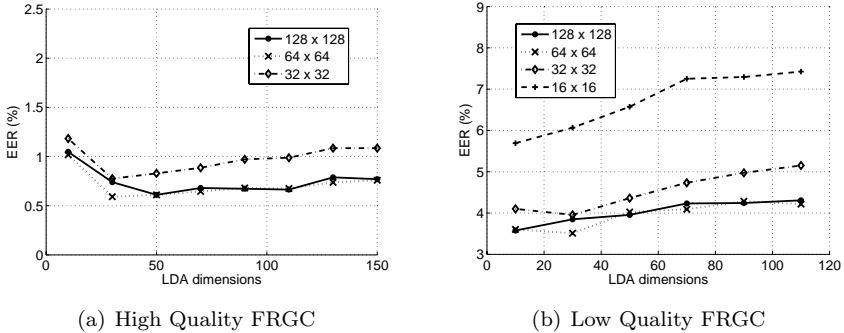 2.5
2
1.5
1
0.5
0
EER (%)
128 x 128
64 x 64
32 x 32
0 50 100 150
LDA dimensions
(a) High Quality FRGC
9
8
7
6
5
4
3
EER (%)
128 x 128
64 x 64
32 x 32
16 x 16
0 20 40 60 80 100 120
LDA dimensions
(b) Low Quality FRGC